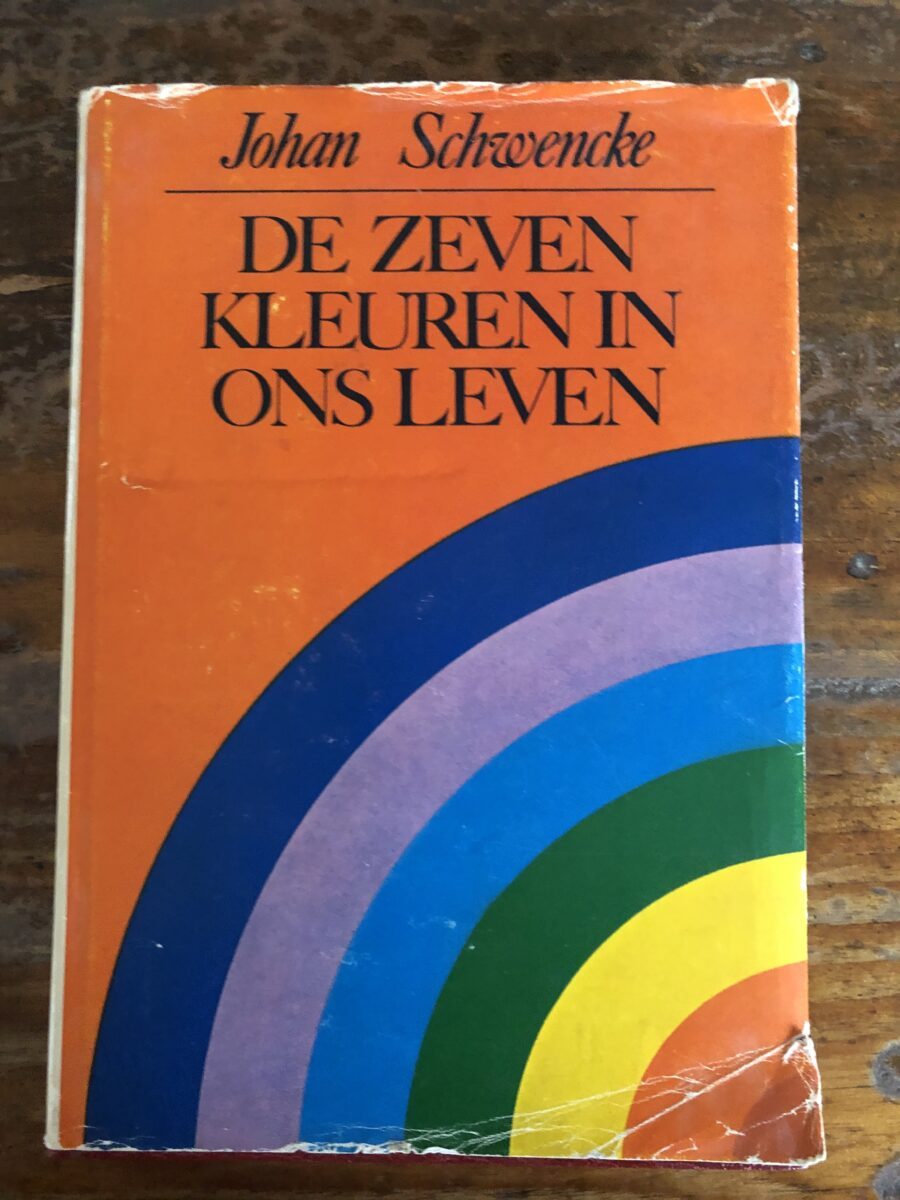 Johan Schwencke
DE ZEVEN
KLEUREN IN
ONS LEVEN